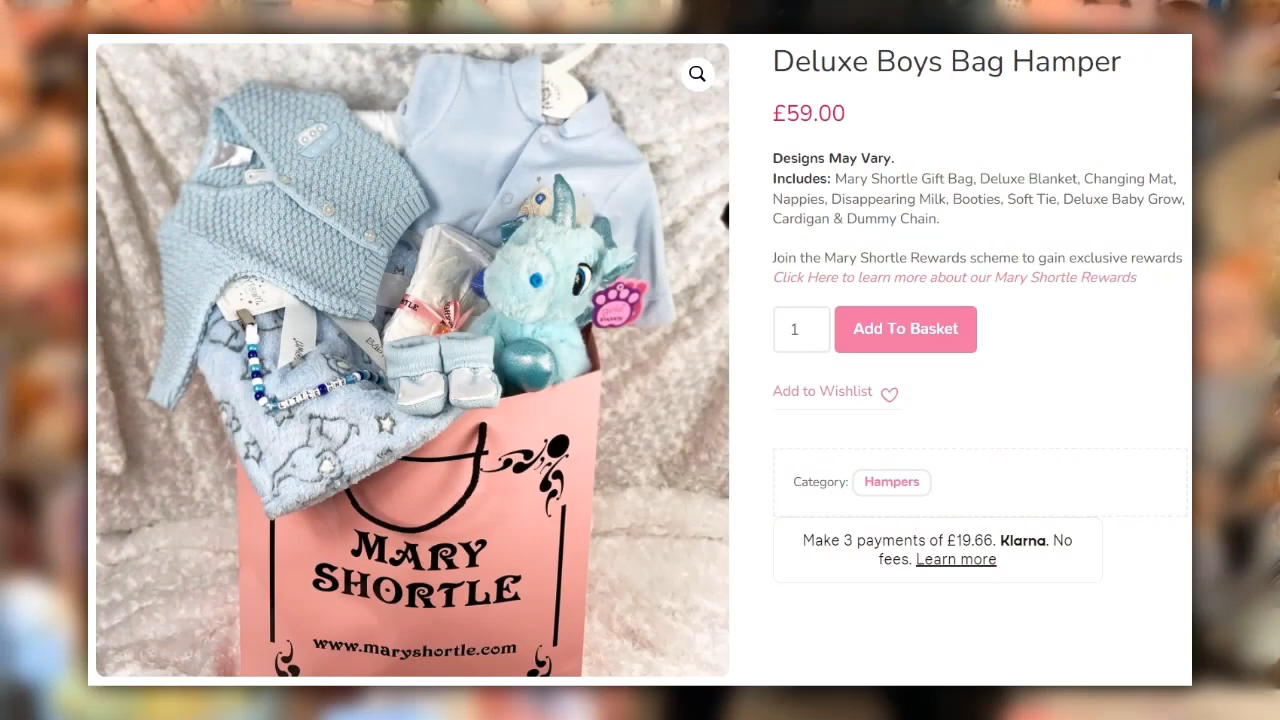 Deluxe Boys Bag Hamper
£59.00
Designs May Vary.
Includes: Mary Shortle Gift Bag, Deluxe Blanket, Changing Mat,
Nappies, Disappearing Milk, Booties, Soft Tie, Deluxe Baby Grow,
Cardigan & Dummy Chain.
Join the Mary Shortle Rewards scheme to gain exclusive rewards
Click Here to learn more about our Mary Shortle Rewards
1
Add To Basket
Add to Wishlist
Category: Hampers
Make 3 payments of £19.66. Klarna. No
fees. Learn more
MARY
SHORTLE
www.maryshortle.com